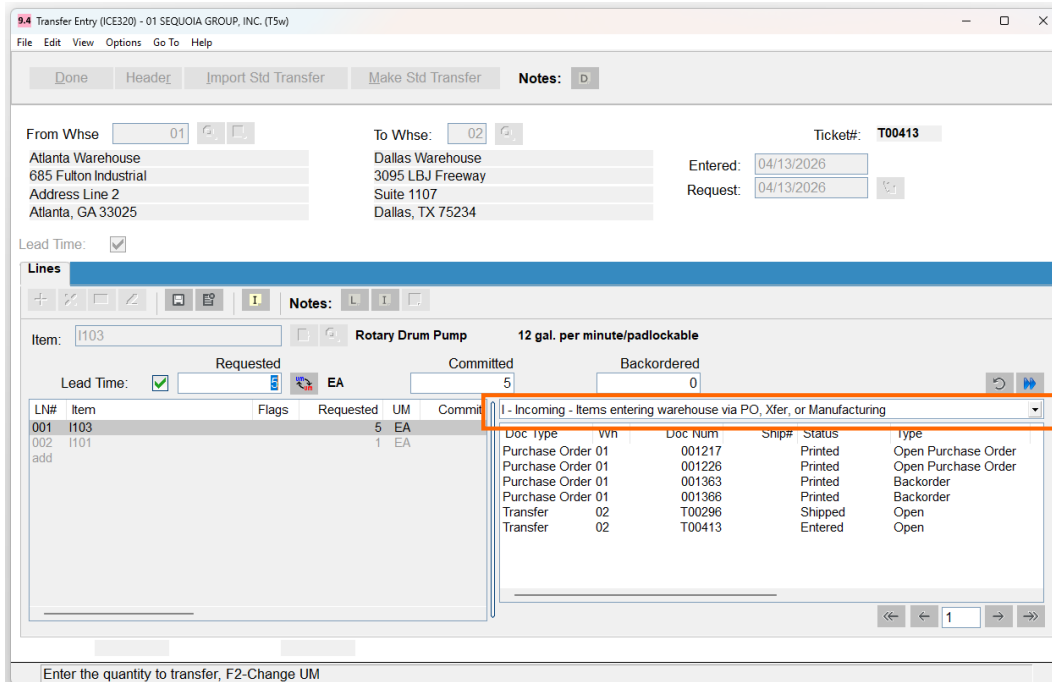 9.4 Transfer Entry (ICE320) - 01 SEQUOIA GROUP, INC. (T5w)
File Edit View Options Go To Help
Done Header Import Std Transfer Make Std Transfer Notes: D
From Whse 01 To Whse: 02 Ticket#: T00413
Atlanta Warehouse Dallas Warehouse Entered: 04/13/2026
685 Fulton Industrial 3095 LBJ Freeway
Address Line 2 Suite 1107 Request: 04/13/2026
Atlanta, GA 33025 Dallas, TX 75234
Lead Time:
Lines
I Notes: L I
Item: I103 Rotary Drum Pump 12 gal. per minute/padlockable
Requested Committed Backordered
Lead Time: 5 EA 5 0
LN# Item Flags Requested UM Commit I - Incoming - Items entering warehouse via PO, Xfer, or Manufacturing
001 I103 5 EA
002 I101 1 EA
add
Doc Type Wh Doc Num Ship# Status Type
Purchase Order 01 001217 Printed Open Purchase Order
Purchase Order 01 001226 Printed Open Purchase Order
Purchase Order 01 001363 Printed Backorder
Purchase Order 01 001366 Printed Backorder
Transfer 02 T00296 Shipped Open
Transfer 02 T00413 Entered Open
1
Enter the quantity to transfer, F2-Change UM